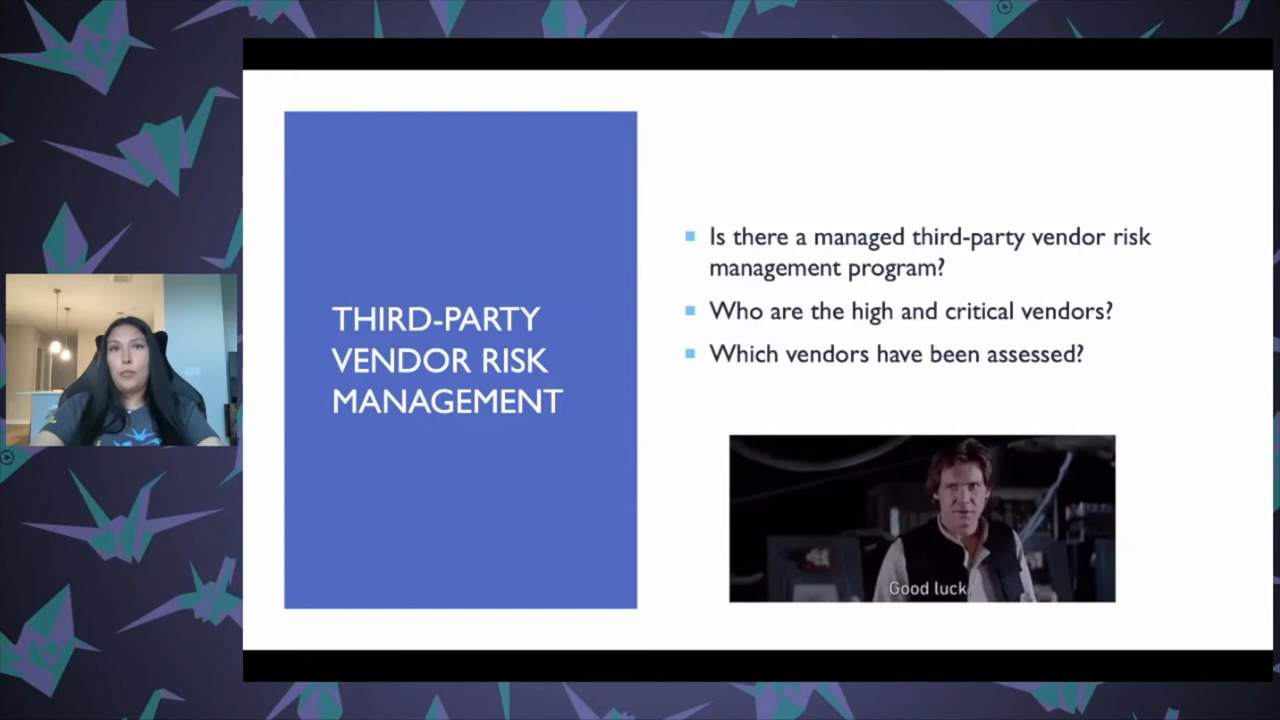 THIRD-PARTY
VENDOR RISK
MANAGEMENT
Is there a managed third-party vendor risk
management program?
Who are the high and critical vendors?
Which vendors have been assessed?
Good luck.